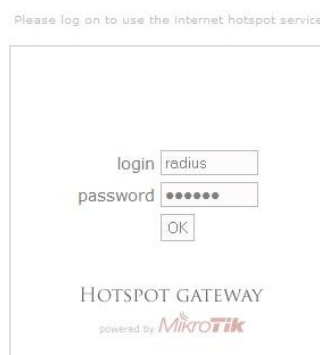 Please log on to use the internet hotspot service
login radius
password ●●●●●●
OK
HOTSPOT GATEWAY
powered by MikroTik